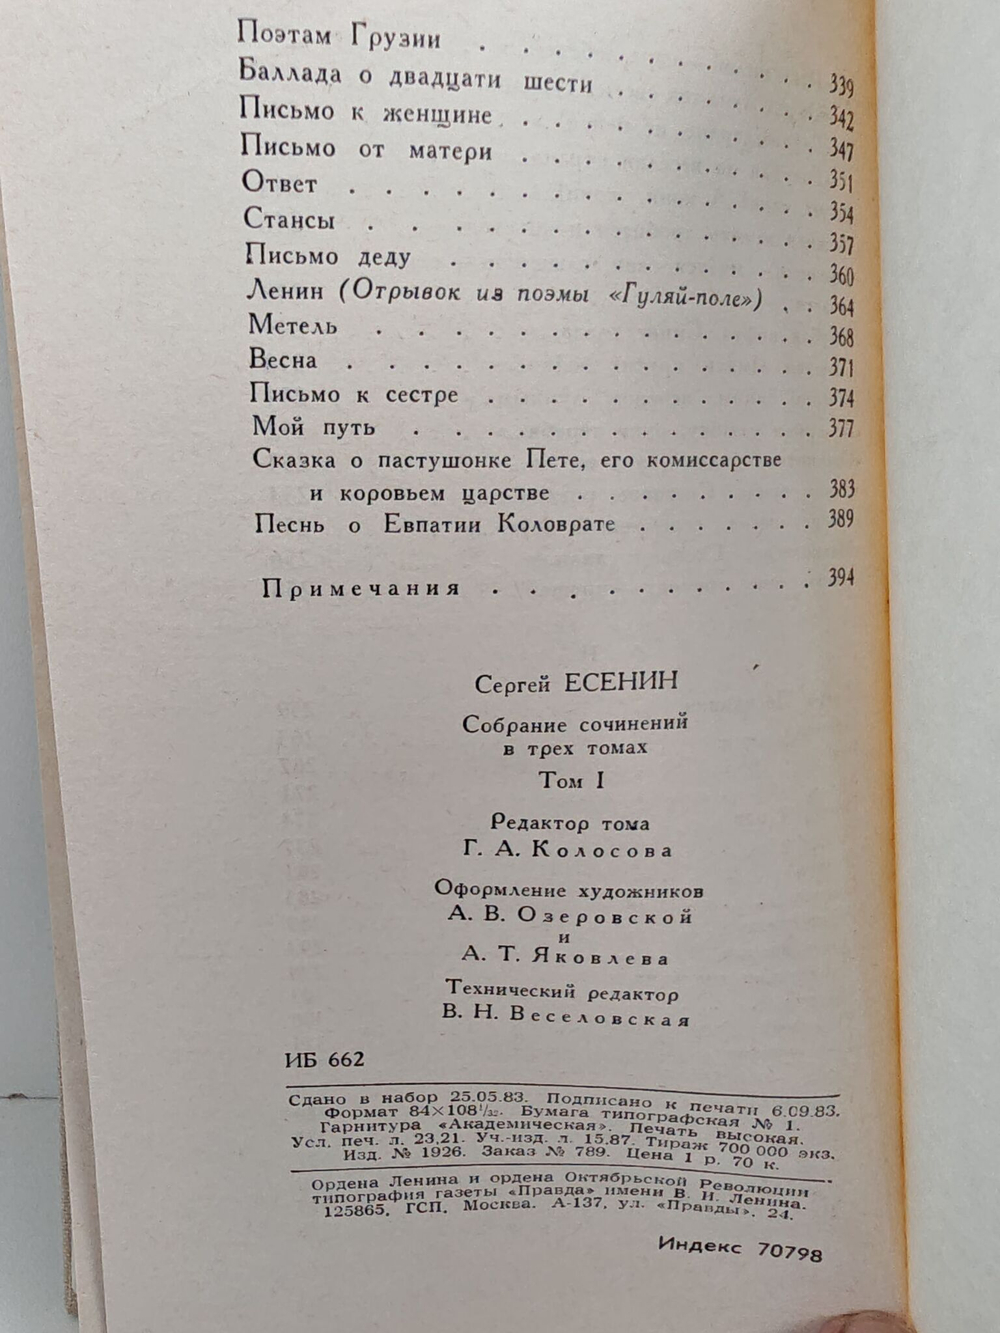 Поэтам Грузии . . . . . . . . . . 339
Баллада о двадцати шести . . . . . . . 342
Письмо к женщине . . . . . . . . . . 347
Письмо от матери . . . . . . . . . . 351
Ответ . . . . . . . . . . . . . . 354
Стансы . . . . . . . . . . . . . . 357
Письмо деду . . . . . . . . . . . . 360
Ленин (Отрывок из поэмы «Гуляй-поле») . . 364
Метель . . . . . . . . . . . . . 368
Весна . . . . . . . . . . . . . . 371
Письмо к сестре . . . . . . . . . . 374
Мой путь . . . . . . . . . . . . 377
Сказка о пастушонке Пете, его комиссарстве
и коровьем царстве . . . . . . . . . 383
Песнь о Евпатии Коловрате . . . . . . . 389
Примечания . . . . . . . . . . 394
Сергей ЕСЕНИН
Собрание сочинений
в трех томах
Том I
Редактор тома
Г. А. Колосова
Оформление художников
А. В. Озеровской
и
А. Т. Яковлева
Технический редактор
В. Н. Веселовская
ИБ 662
Сдано в набор 25.05.83. Подписано к печати 6.09.83.
Формат 84×108¹/₃₂. Бумага типографская № 1.
Гарнитура «Академическая». Печать высокая.
Усл. печ. л. 23,21. Уч.-изд. л. 15,87. Тираж 700 000 экз.
Изд. № 1926. Заказ № 789. Цена 1 р. 70 к.
Ордена Ленина и ордена Октябрьской Революции
типография газеты «Правда» имени В. И. Ленина.
125865, ГСП, Москва. А-137, ул. «Правды», 24.
Индекс 70798